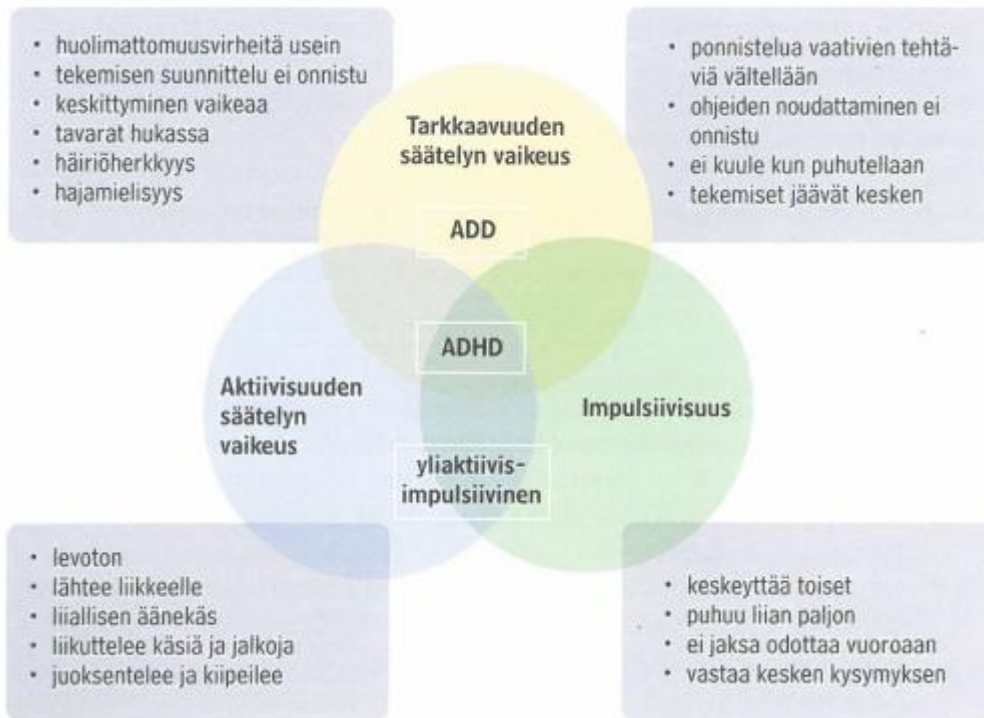 • huolimattomuusvirheitä usein
• tekemisen suunnittelu ei onnistu
• keskittyminen vaikeaa
• tavarat hukassa
• häiriöherkkyys
• hajamielisyys
• ponnistelua vaativien tehtä-
viä vältellään
• ohjeiden noudattaminen ei
onnistu
• ei kuule kun puhutellaan
• tekemiset jäävät kesken
Tarkkaavuuden
säätelyn vaikeus
ADD
ADHD
Aktiivisuuden
säätelyn
vaikeus
Impulsiivisuus
yliaktiivis-
impulsiivinen
• levoton
• lähtee liikkeelle
• liiallisen äänekäs
• liikuttelee käsiä ja jalkoja
• juoksentelee ja kiipeilee
• keskeyttää toiset
• puhuu liian paljon
• ei jaksa odottaa vuoroaan
• vastaa kesken kysymyksen